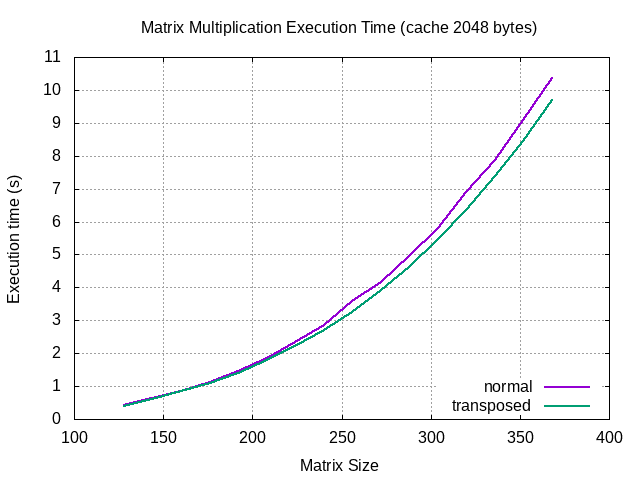 Matrix Multiplication Execution Time (cache 2048 bytes)
11
10
9
8
7
6
5
4
3
2
1
0
Execution time (s)
normal
transposed
100 150 200 250 300 350 400
Matrix Size